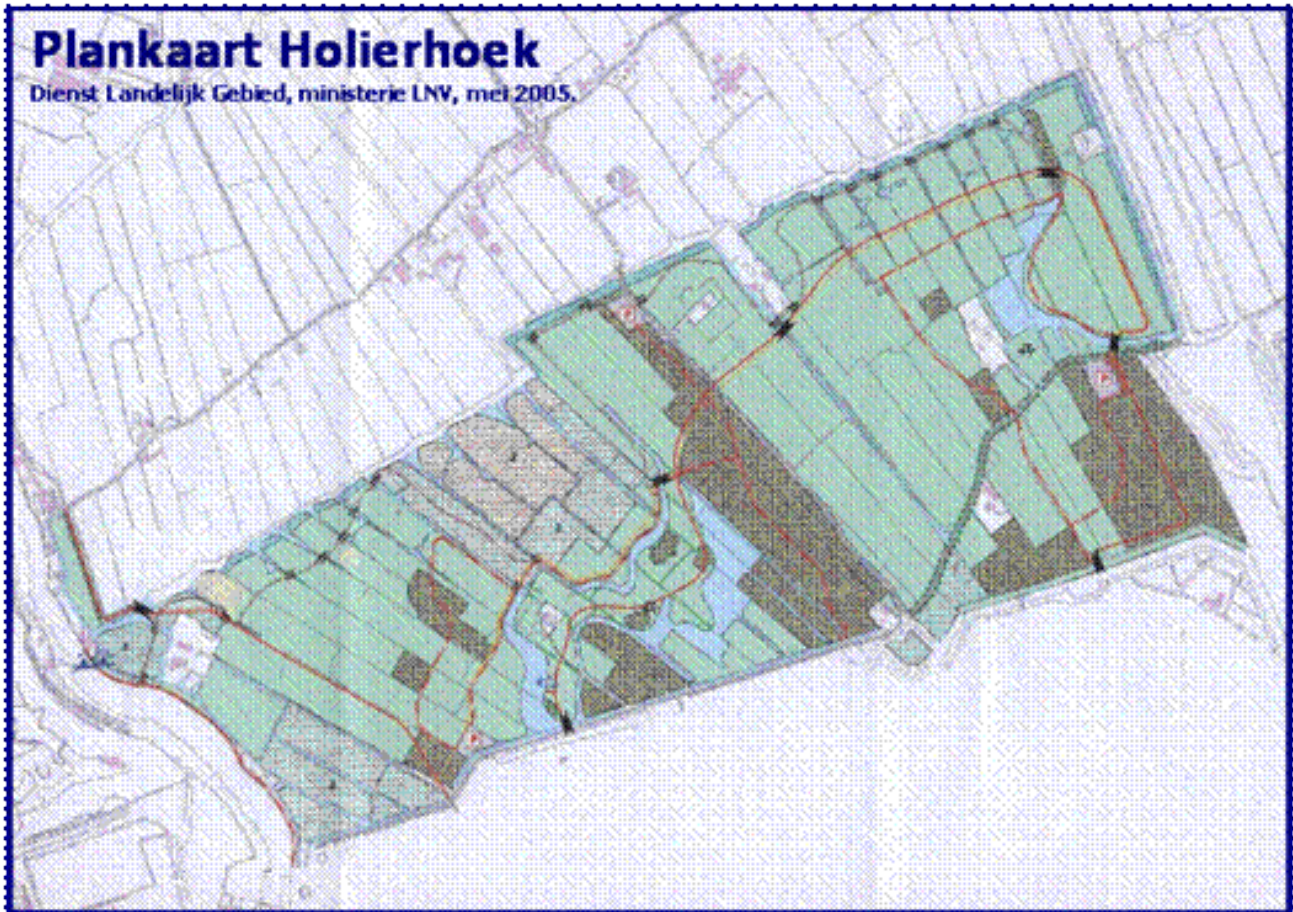 Plankaart Holierhoek
Dienst Landelijk Gebied, ministerie LNV, mei 2005.